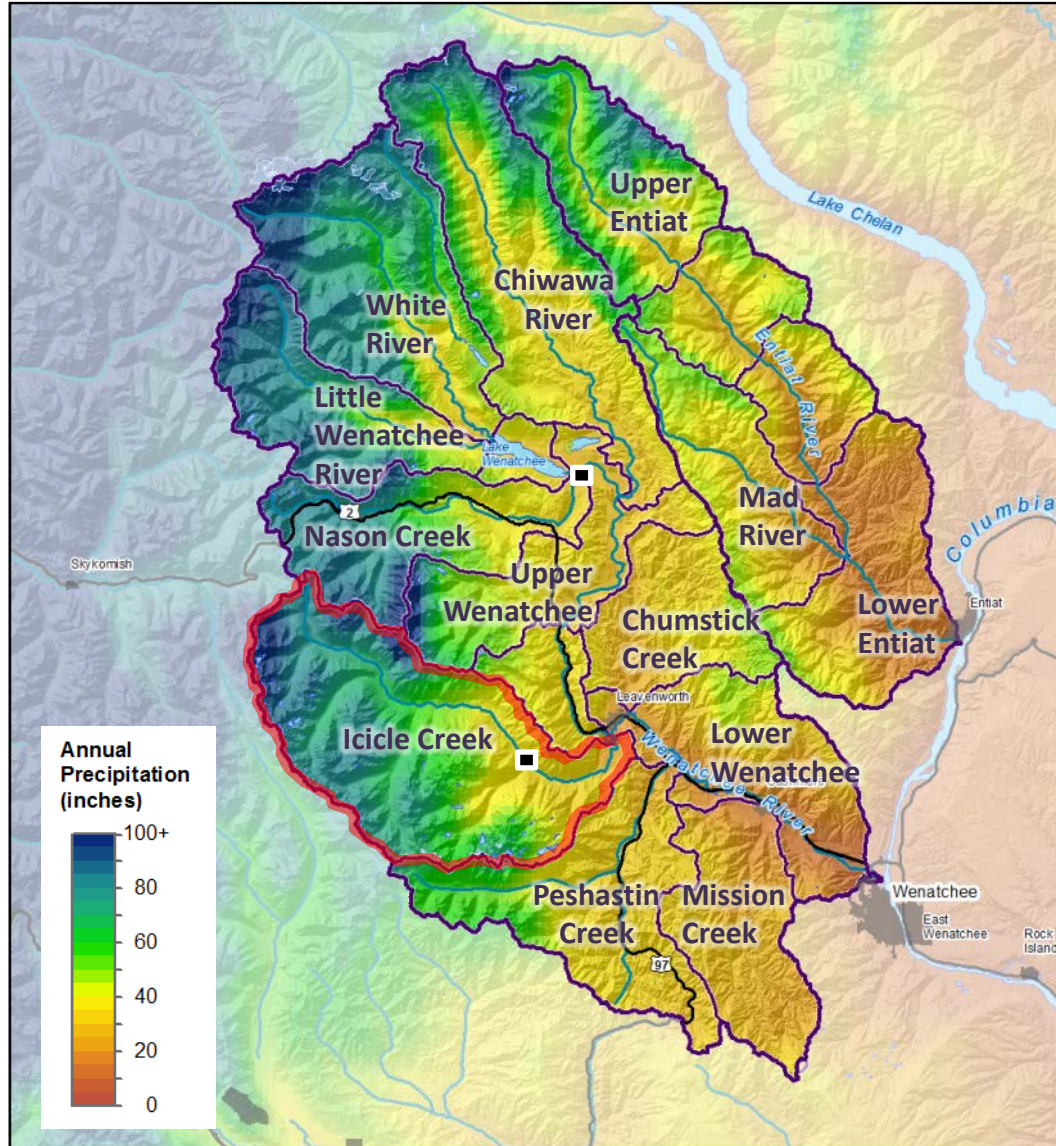 Lake Chelan
Upper
Entiat
Chiwawa
River
White
River
Entiat River
Little
Wenatchee
River
Lake
Wenatchee
Columbia
Mad
River
2
Nason Creek
Skykomish
Upper
Wenatchee
Lower
Entiat
Entiat
Chumstick
Creek
Leavenworth
Icicle Creek
Lower
Wenatchee
Wenatchee River
Annual
Precipitation
(inches)
100+
80
60
40
20
0
Peshastin
Creek
Mission
Creek
Wenatchee
East
Wenatchee
Rock
Island
97